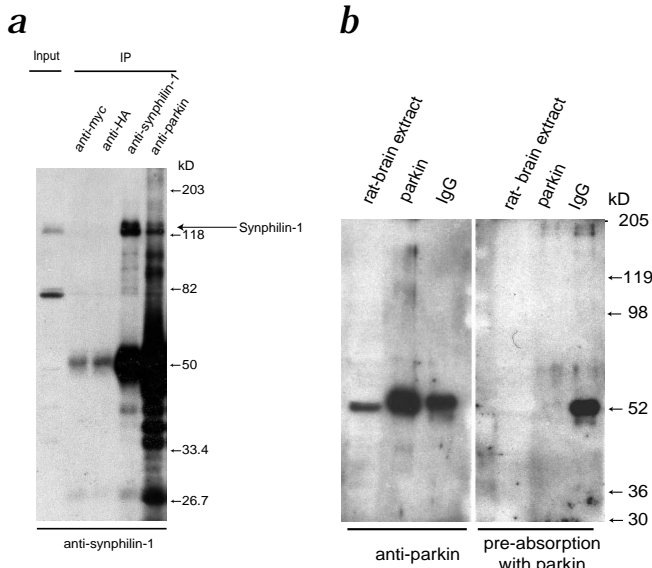 a
Input
IP
anti-myc
anti-HA
anti-synphilin-1
anti-parkin
kD
←203
Synphilin-1
←118
←82
←50
←33.4
←26.7
anti-synphilin-1
b
rat-brain extract
parkin
IgG
rat- brain extract
parkin
IgG
kD
205
←119
← 98
← 52
← 36
← 30
anti-parkin
pre-absorption
with parkin